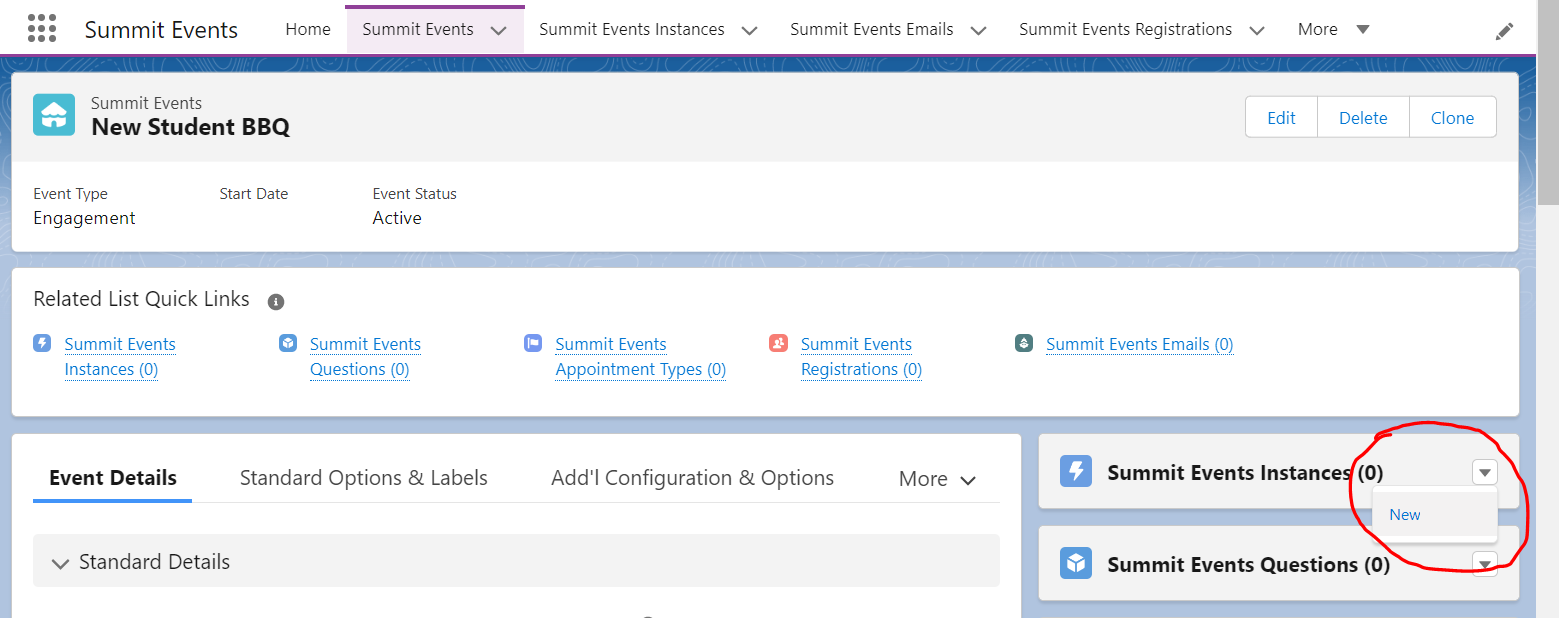 Summit Events Home Summit Events Summit Events Instances Summit Events Emails Summit Events Registrations More
Summit Events
New Student BBQ
Edit Delete Clone
Event Type Start Date Event Status
Engagement Active
Related List Quick Links
Summit Events
Instances (0)
Summit Events
Questions (0)
Summit Events
Appointment Types (0)
Summit Events
Registrations (0)
Summit Events Emails (0)
Event Details Standard Options & Labels Add'l Configuration & Options More
Standard Details
Summit Events Instances (0)
New
Summit Events Questions (0)